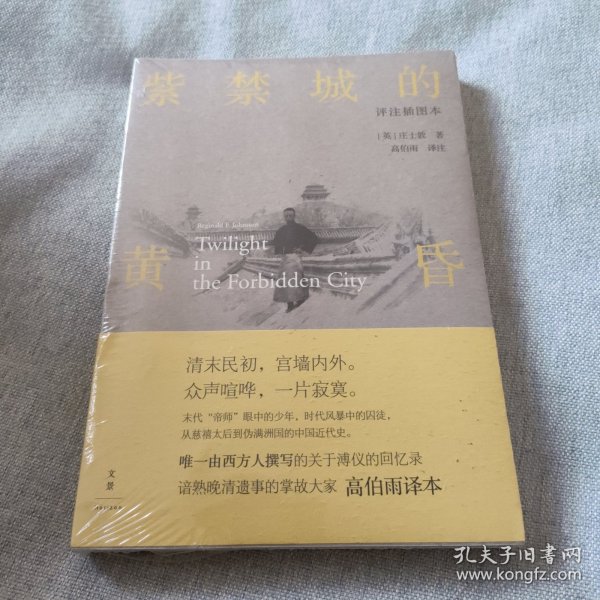 紫禁城的
评注插图本
[英]庄士敦 著
高伯雨 译注
Reginald F. Johnston
Twilight
in
the Forbidden City
黄昏
清末民初，宫墙内外。
众声喧哗，一片寂寞。
末代“帝师”眼中的少年，时代风暴中的囚徒，
从慈禧太后到伪满洲国的中国近代史。
唯一由西方人撰写的关于溥仪的回忆录
谙熟晚清遗事的掌故大家 高伯雨译本
文景
孔夫子旧书网
www.kongfz.com